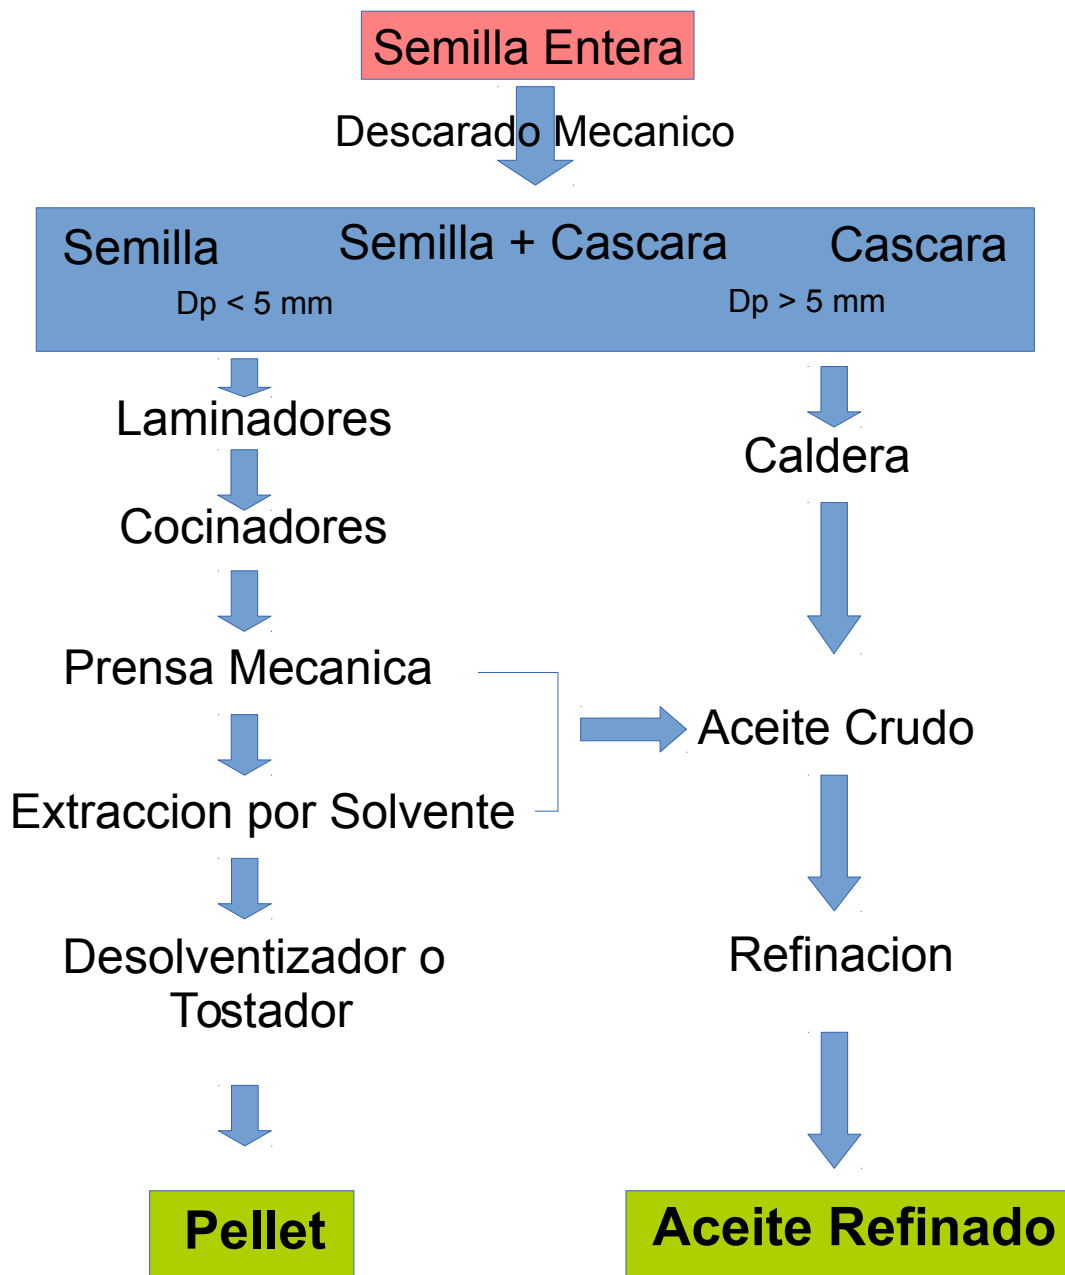 Semilla Entera
Descarado Mecanico
Semilla
Semilla + Cascara
Cascara
Dp < 5 mm
Dp > 5 mm
Laminadores
Caldera
Cocinadores
Prensa Mecanica
Aceite Crudo
Extraccion por Solvente
Desolventizador o
Tostador
Refinacion
Pellet
Aceite Refinado